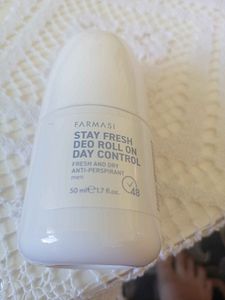 FARMASI
STAY FRESH
DEO ROLL ON
DAY CONTROL
FRESH AND DRY
ANTI-PERSPIRANT
men
50 ml ℮ 1.7 fl.oz. 48